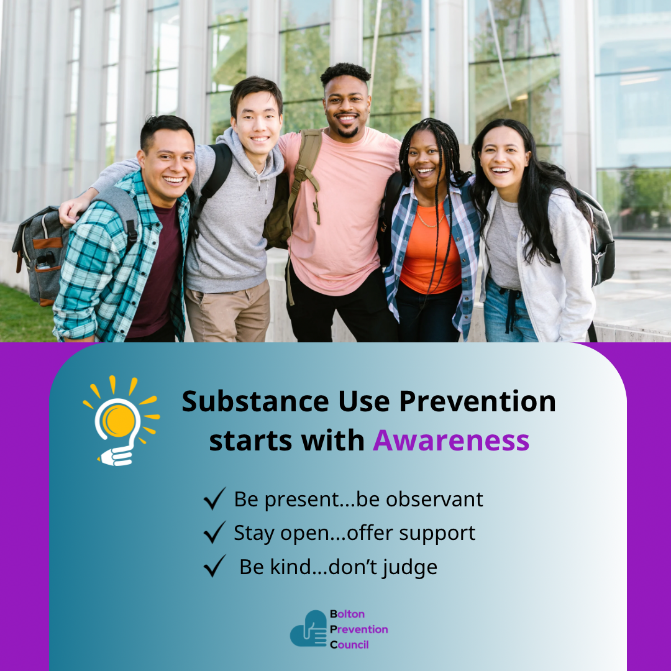 Substance Use Prevention
starts with Awareness
Be present...be observant
Stay open...offer support
Be kind...don't judge
Bolton
Prevention
Council